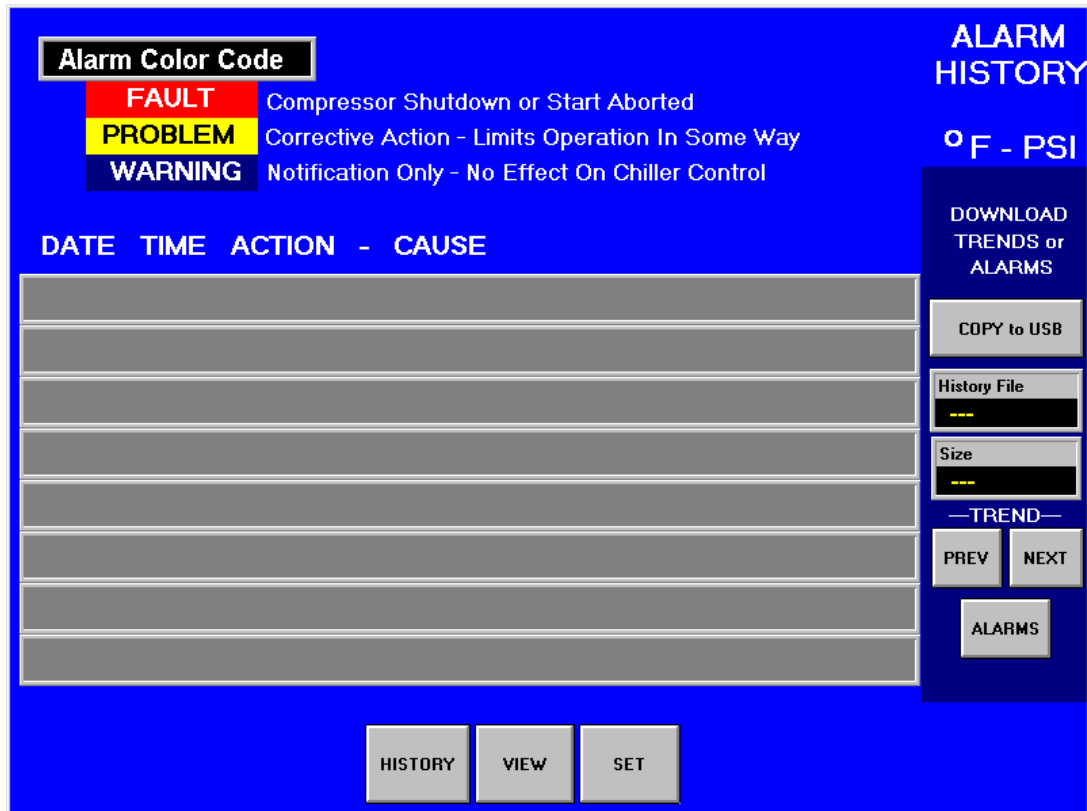 Alarm Color Code
FAULT Compressor Shutdown or Start Aborted
PROBLEM Corrective Action - Limits Operation In Some Way
WARNING Notification Only - No Effect On Chiller Control
DATE TIME ACTION - CAUSE
ALARM
HISTORY
°F - PSI
DOWNLOAD
TRENDS or
ALARMS
COPY to USB
History File
---
Size
---
—TREND—
PREV NEXT
ALARMS
HISTORY VIEW SET